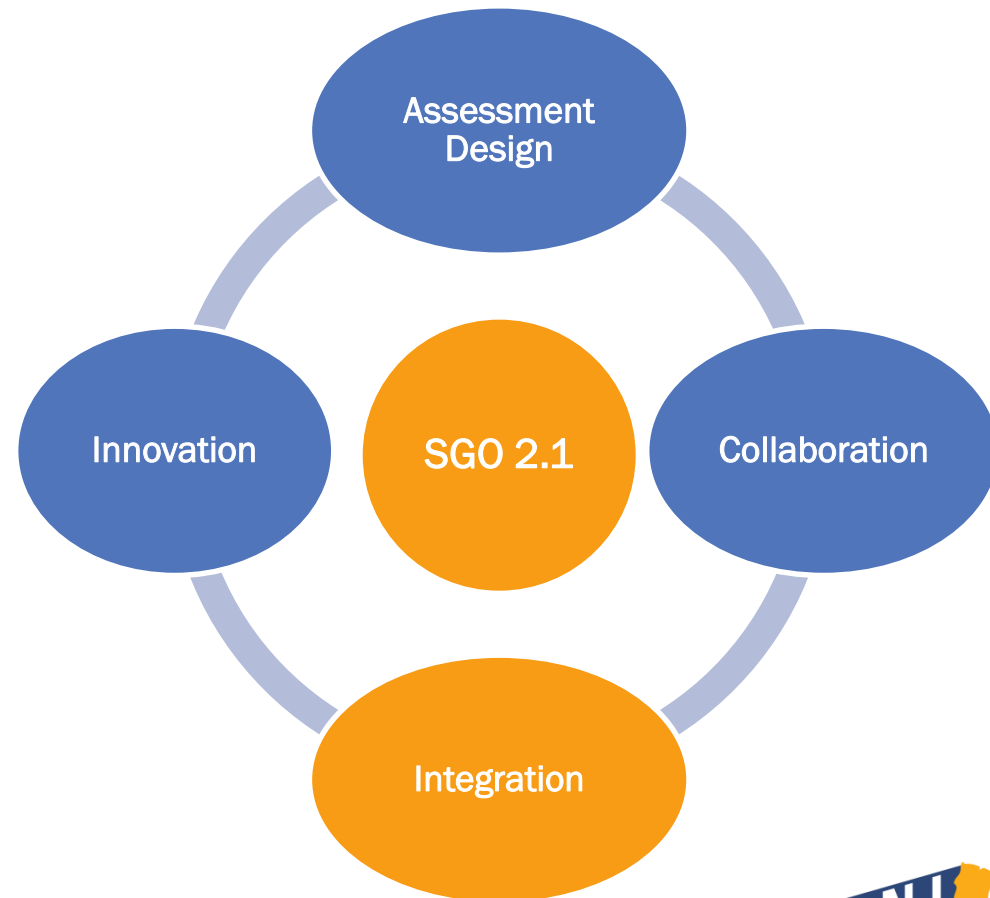 Assessment
Design
Innovation
SGO 2.1
Collaboration
Integration